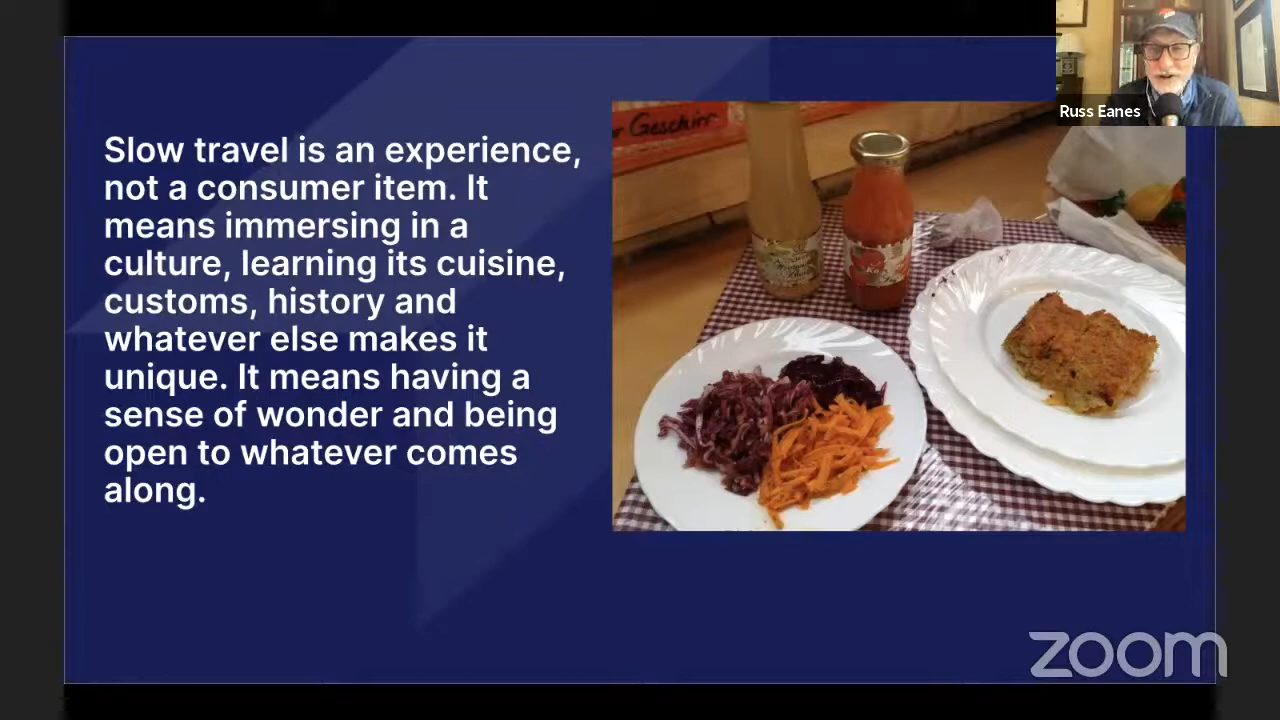 Russ Eanes
Slow travel is an experience,
not a consumer item. It
means immersing in a
culture, learning its cuisine,
customs, history and
whatever else makes it
unique. It means having a
sense of wonder and being
open to whatever comes
along.
r Geschirr
zoom